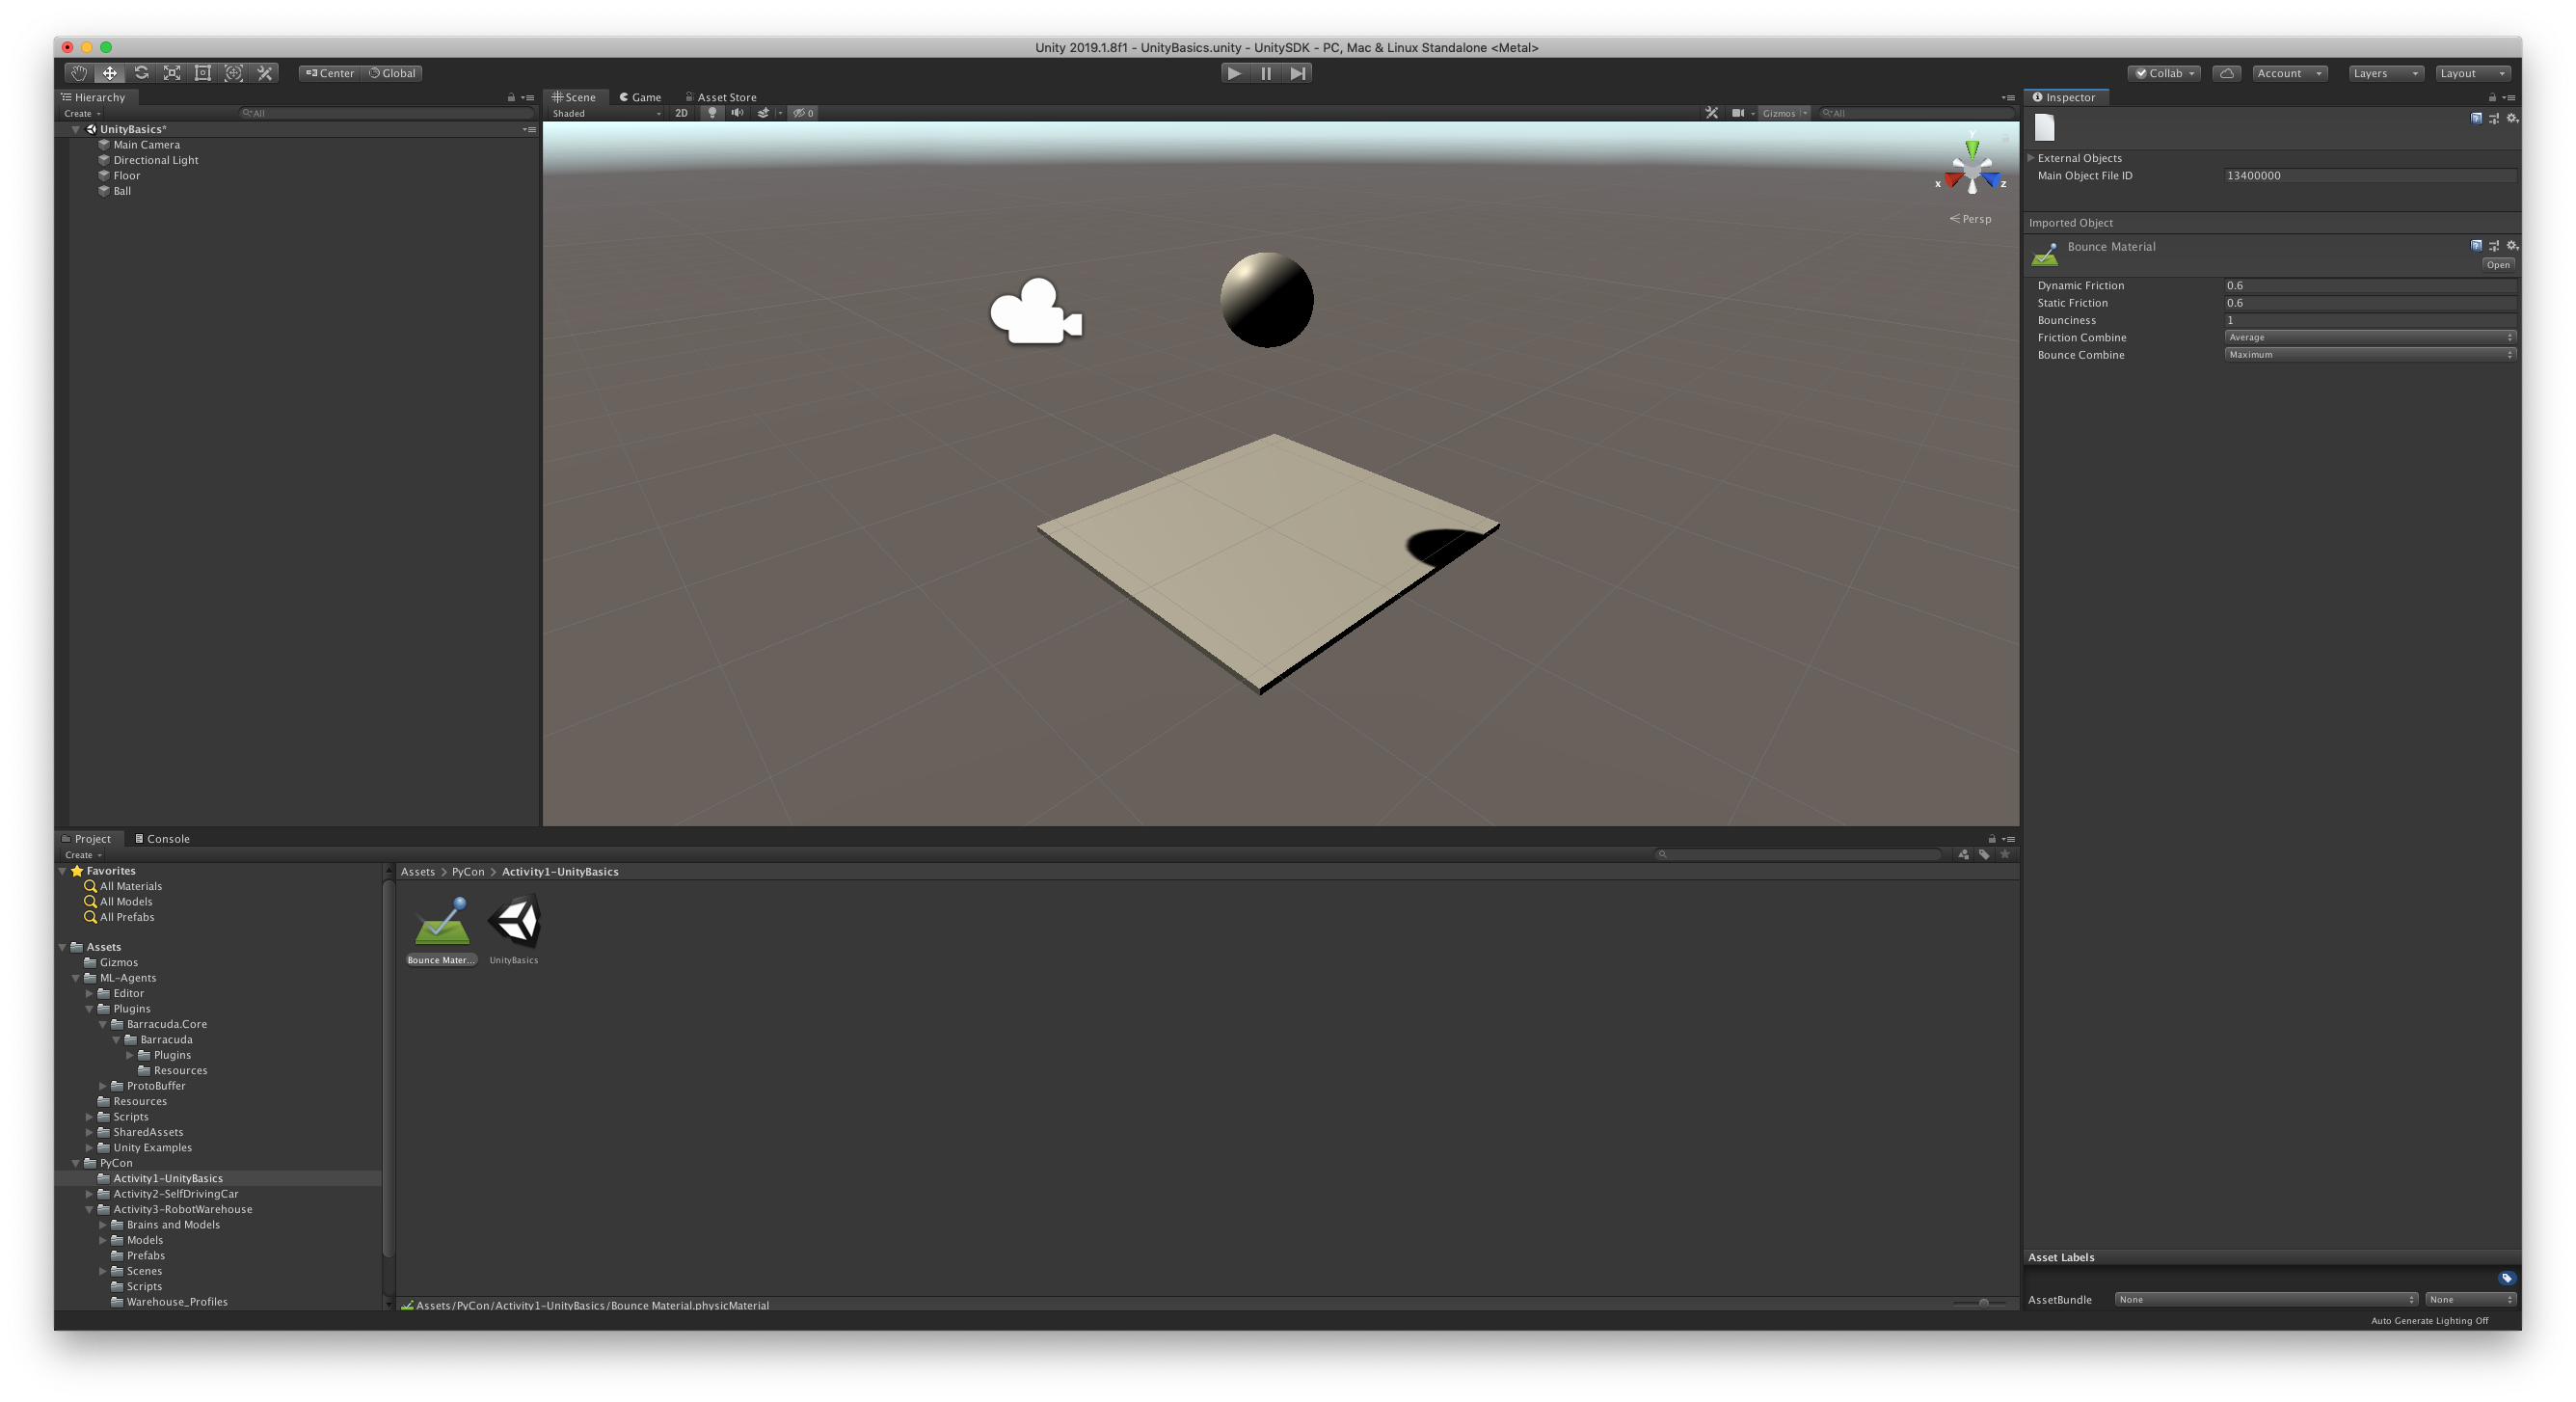 Unity 2019.1.8f1 - UnityBasics.unity - UnitySDK - PC, Mac & Linux Standalone <Metal>
Center Global
Collab Account Layers Layout
Hierarchy
Create All
UnityBasics*
Main Camera
Directional Light
Floor
Ball
Scene Game Asset Store
Shaded 2D 0 Gizmos All
y
x z
Persp
Inspector
External Objects
Main Object File ID 13400000
Imported Object
Bounce Material
Open
Dynamic Friction 0.6
Static Friction 0.6
Bounciness 1
Friction Combine Average
Bounce Combine Maximum
Project Console
Create
Favorites
All Materials
All Models
All Prefabs
Assets
Gizmos
ML-Agents
Editor
Plugins
Barracuda.Core
Barracuda
Plugins
Resources
ProtoBuffer
Resources
Scripts
SharedAssets
Unity Examples
PyCon
Activity1-UnityBasics
Activity2-SelfDrivingCar
Activity3-RobotWarehouse
Brains and Models
Models
Prefabs
Scenes
Scripts
Warehouse_Profiles
Assets PyCon Activity1-UnityBasics
Bounce Mater... UnityBasics
Assets/PyCon/Activity1-UnityBasics/Bounce Material.physicMaterial
Asset Labels
AssetBundle None None
Auto Generate Lighting Off